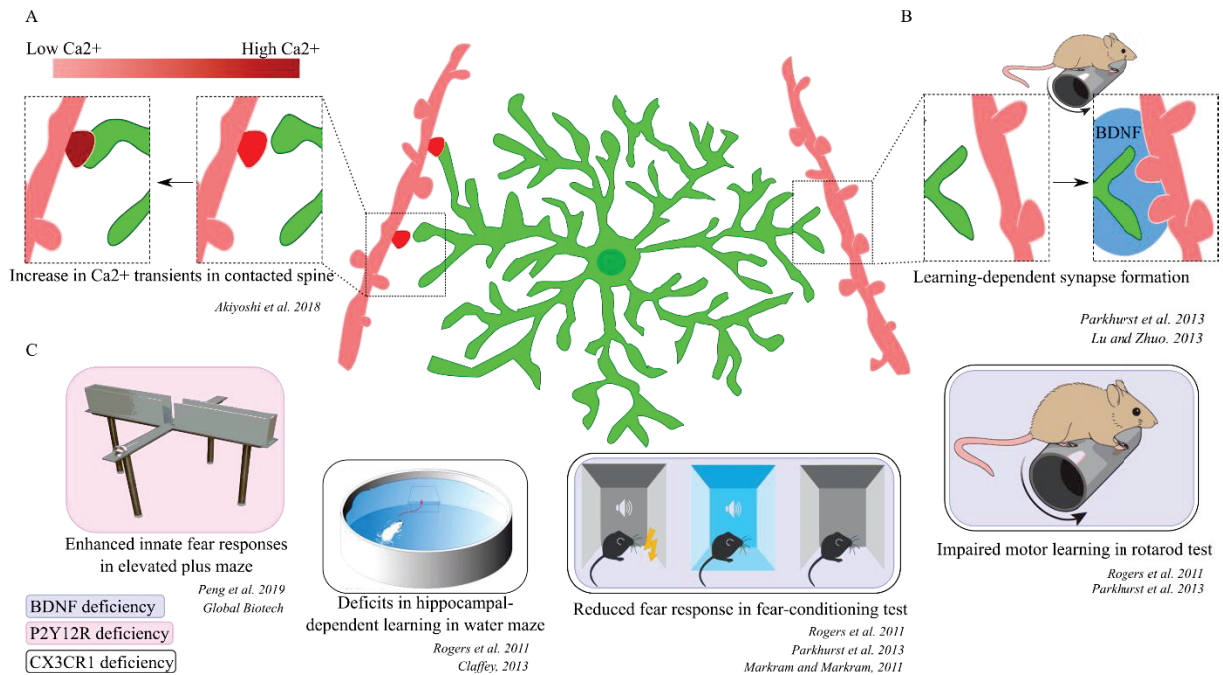 A
Low Ca2+
High Ca2+
Increase in Ca2+ transients in contacted spine
Akiyoshi et al. 2018
B
BDNF
Learning-dependent synapse formation
Parkhurst et al. 2013
Lu and Zhuo. 2013
C
Enhanced innate fear responses
in elevated plus maze
Peng et al. 2019
Global Biotech
BDNF deficiency
P2Y12R deficiency
CX3CR1 deficiency
Deficits in hippocampal-
dependent learning in water maze
Rogers et al. 2011
Claffey, 2013
Reduced fear response in fear-conditioning test
Rogers et al. 2011
Parkhurst et al. 2013
Markram and Markram, 2011
Impaired motor learning in rotarod test
Rogers et al. 2011
Parkhurst et al. 2013